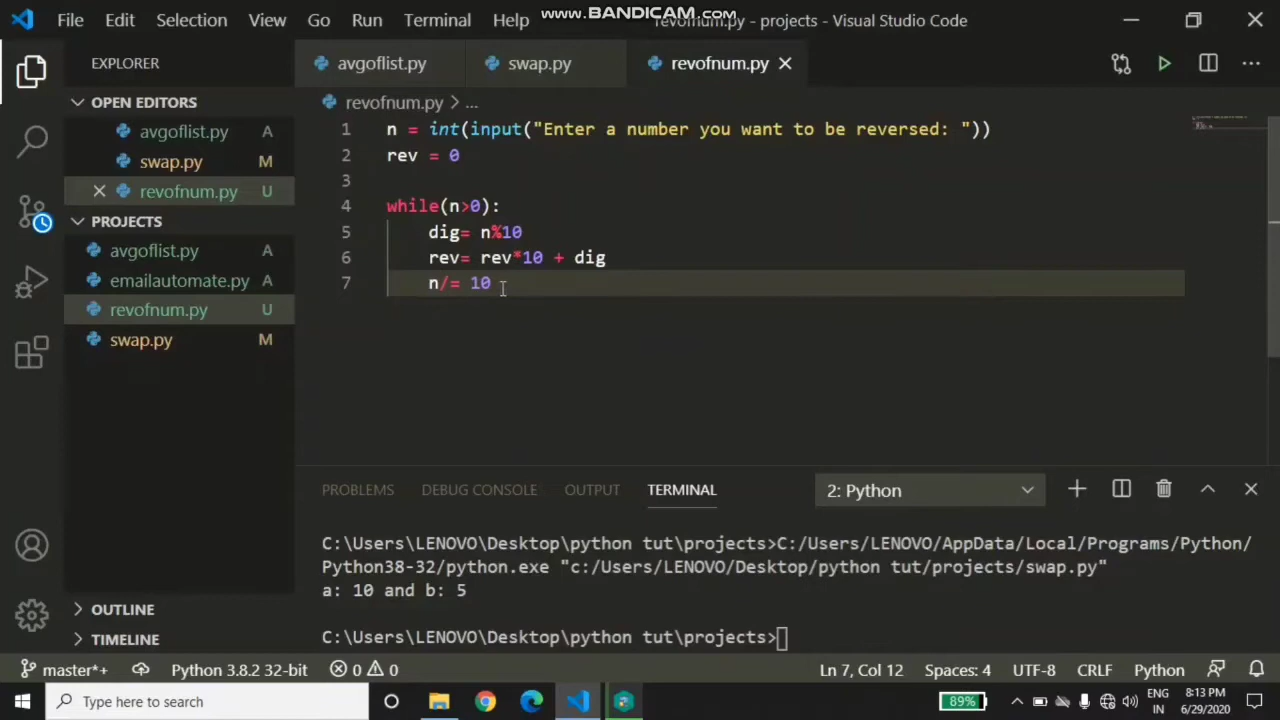 www.BANDICAM.com
File Edit Selection View Go Run Terminal Help revofnum.py - projects - Visual Studio Code
EXPLORER
avgoflist.py swap.py revofnum.py
OPEN EDITORS
avgoflist.py A
swap.py M
revofnum.py U
PROJECTS
avgoflist.py A
emailautomate.py A
revofnum.py U
swap.py M
OUTLINE
TIMELINE
revofnum.py > ...
1 n = int(input("Enter a number you want to be reversed: "))
2 rev = 0
3
4 while(n>0):
5 dig= n%10
6 rev= rev*10 + dig
7 n/= 10
PROBLEMS DEBUG CONSOLE OUTPUT TERMINAL 2: Python
C:\Users\LENOVO\Desktop\python tut\projects>C:/Users/LENOVO/AppData/Local/Programs/Python/
Python38-32/python.exe "c:/Users/LENOVO/Desktop/python tut/projects/swap.py"
a: 10 and b: 5
C:\Users\LENOVO\Desktop\python tut\projects>
master*+ Python 3.8.2 32-bit 0 0 Ln 7, Col 12 Spaces: 4 UTF-8 CRLF Python
Type here to search
89%
ENG
IN
8:13 PM
6/29/2020